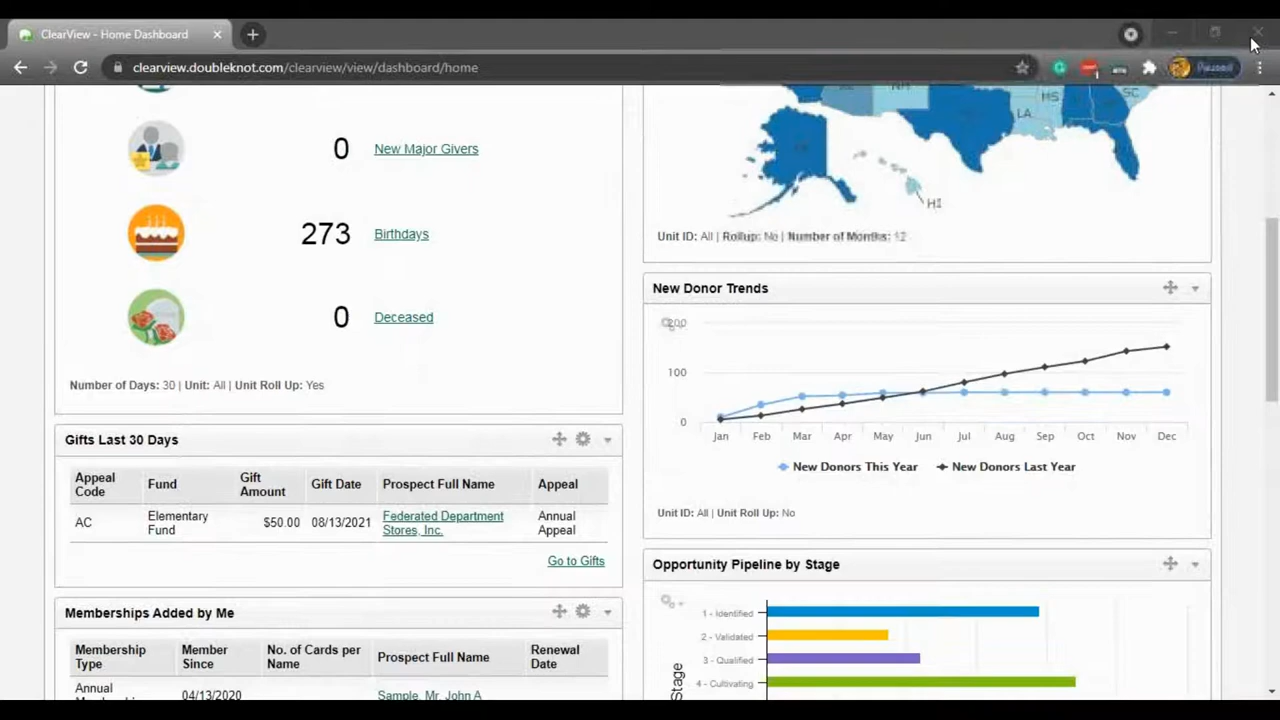 ClearView - Home Dashboard
clearview.doubleknot.com/clearview/view/dashboard/home
Paused
0 New Major Givers
273 Birthdays
0 Deceased
Number of Days: 30 | Unit: All | Unit Roll Up: Yes
Gifts Last 30 Days
Appeal Code Fund Gift Amount Gift Date Prospect Full Name Appeal
AC Elementary Fund $50.00 08/13/2021 Federated Department Stores, Inc. Annual Appeal
Go to Gifts
Memberships Added by Me
Membership Type Member Since No. of Cards per Name Prospect Full Name Renewal Date
Annual 04/13/2020 Sample, Mr. John A
NH MS SC
LA
HI
Unit ID: All | Rollup: No | Number of Months: 12
New Donor Trends
200
100
0
Jan Feb Mar Apr May Jun Jul Aug Sep Oct Nov Dec
New Donors This Year New Donors Last Year
Unit ID: All | Unit Roll Up: No
Opportunity Pipeline by Stage
1 - Identified
2 - Validated
3 - Qualified
4 - Cultivating
Stage